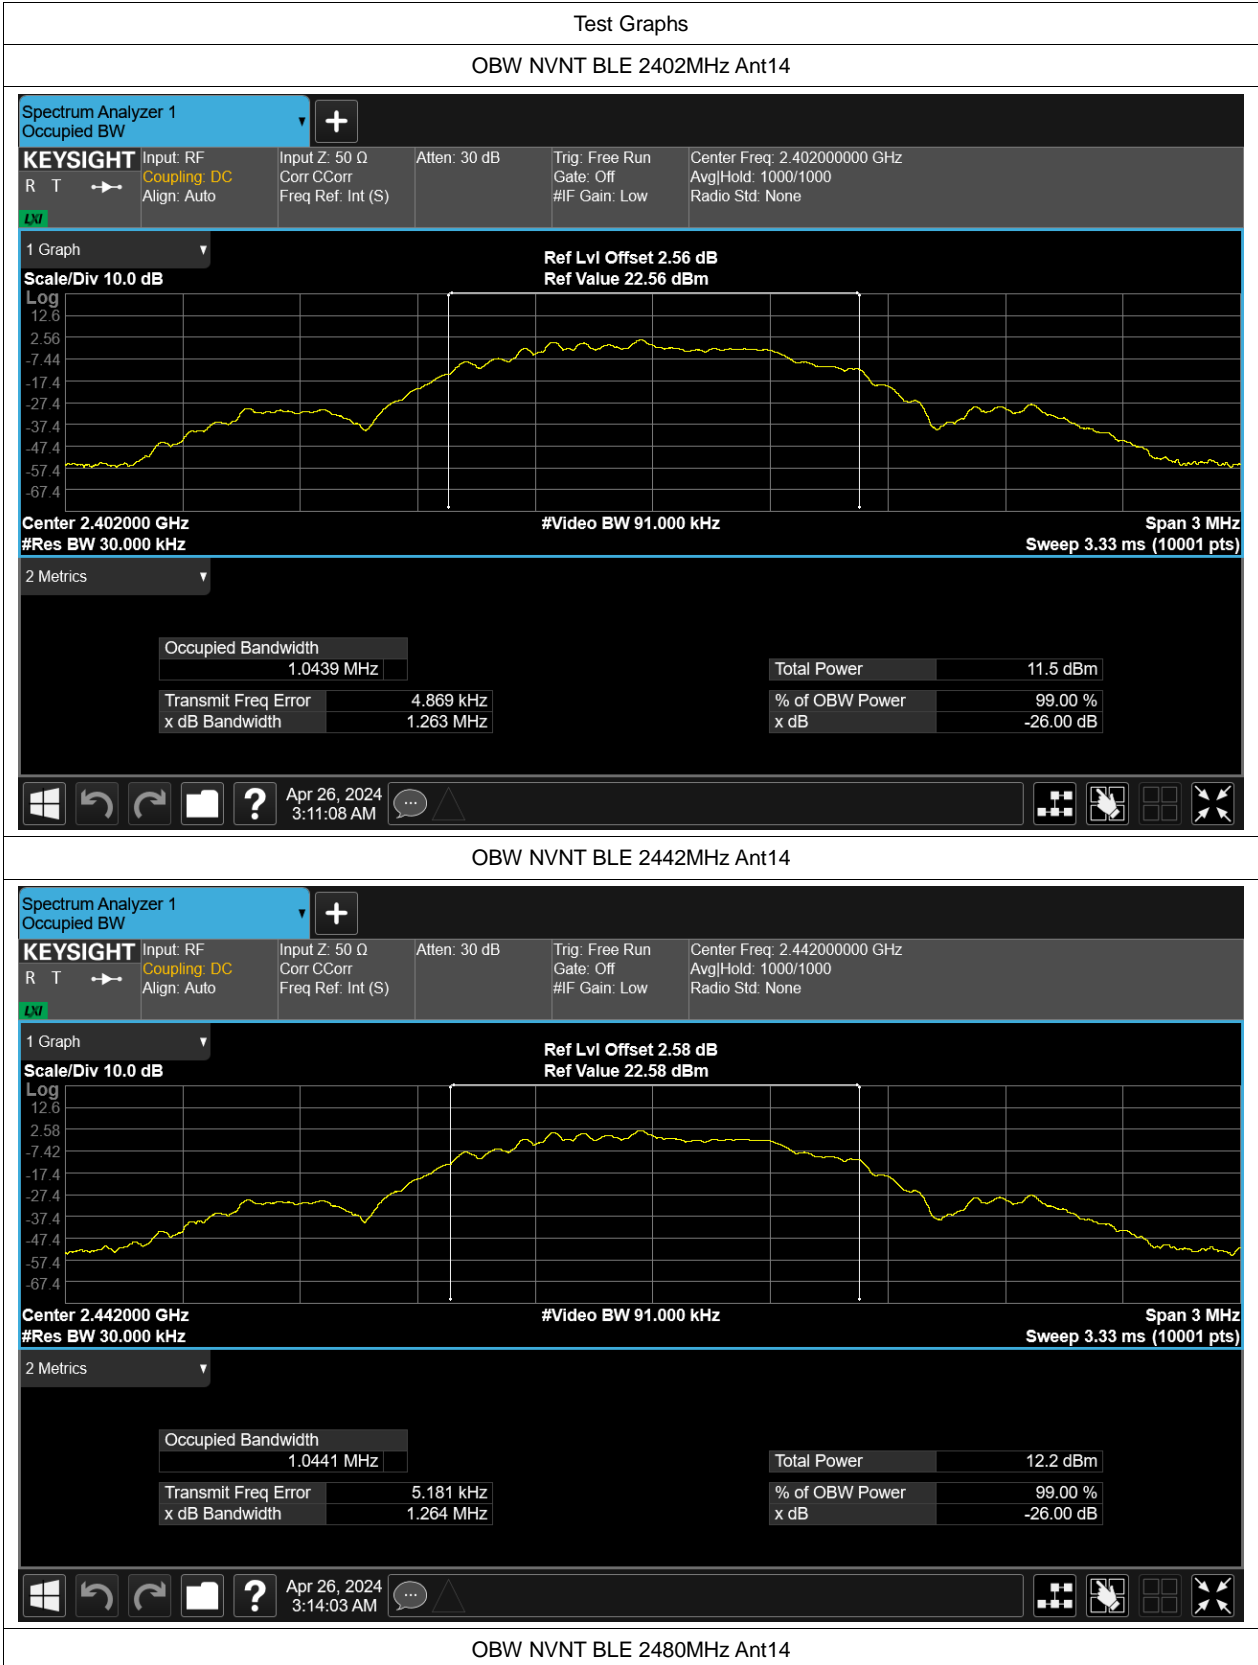 Test Graphs
OBW NVNT BLE 2402MHz Ant14
Spectrum Analyzer 1
Occupied BW
KEYSIGHT
R T
LXI
Input: RF
Coupling: DC
Align: Auto
Input Z: 50 Ω
Corr CCorr
Freq Ref: Int (S)
Atten: 30 dB
Trig: Free Run
Gate: Off
#IF Gain: Low
Center Freq: 2.402000000 GHz
Avg|Hold: 1000/1000
Radio Std: None
1 Graph
Scale/Div 10.0 dB
Ref Lvl Offset 2.56 dB
Ref Value 22.56 dBm
Log
12.6
2.56
-7.44
-17.4
-27.4
-37.4
-47.4
-57.4
-67.4
Center 2.402000 GHz
#Res BW 30.000 kHz
#Video BW 91.000 kHz
Span 3 MHz
Sweep 3.33 ms (10001 pts)
2 Metrics
Occupied Bandwidth
1.0439 MHz
Transmit Freq Error 4.869 kHz
x dB Bandwidth 1.263 MHz
Total Power 11.5 dBm
% of OBW Power 99.00 %
x dB -26.00 dB
Apr 26, 2024
3:11:08 AM
OBW NVNT BLE 2442MHz Ant14
Spectrum Analyzer 1
Occupied BW
KEYSIGHT
R T
LXI
Input: RF
Coupling: DC
Align: Auto
Input Z: 50 Ω
Corr CCorr
Freq Ref: Int (S)
Atten: 30 dB
Trig: Free Run
Gate: Off
#IF Gain: Low
Center Freq: 2.442000000 GHz
Avg|Hold: 1000/1000
Radio Std: None
1 Graph
Scale/Div 10.0 dB
Ref Lvl Offset 2.58 dB
Ref Value 22.58 dBm
Log
12.6
2.58
-7.42
-17.4
-27.4
-37.4
-47.4
-57.4
-67.4
Center 2.442000 GHz
#Res BW 30.000 kHz
#Video BW 91.000 kHz
Span 3 MHz
Sweep 3.33 ms (10001 pts)
2 Metrics
Occupied Bandwidth
1.0441 MHz
Transmit Freq Error 5.181 kHz
x dB Bandwidth 1.264 MHz
Total Power 12.2 dBm
% of OBW Power 99.00 %
x dB -26.00 dB
Apr 26, 2024
3:14:03 AM
OBW NVNT BLE 2480MHz Ant14